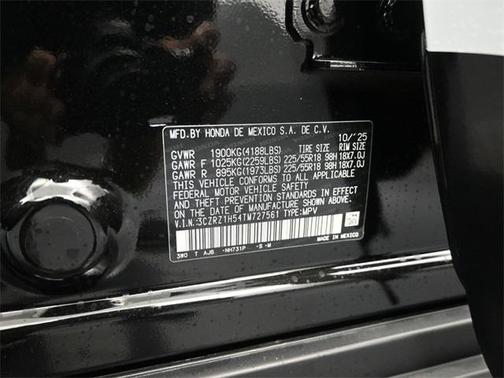 MFD.BY HONDA DE MEXICO S.A. DE C.V. 10/'25
GVWR 1900KG(4188LBS) TIRE SIZE RIM SIZE
GAWR F 1025KG(2259LBS) 225/55R18 98H 18X7.0J
GAWR R 895KG(1973LBS) 225/55R18 98H 18X7.0J
THIS VEHICLE CONFORMS TO ALL APPLICABLE
FEDERAL MOTOR VEHICLE SAFETY AND
THEFT PREVENTION STANDARDS IN EFFECT
ON THE DATE OF MANUFACTURE SHOWN ABOVE.
V.I.N.:3CZRZ1H54TM727561 TYPE:MPV
3W0 T AJ6 -NH731P -S -M MADE IN MEXICO